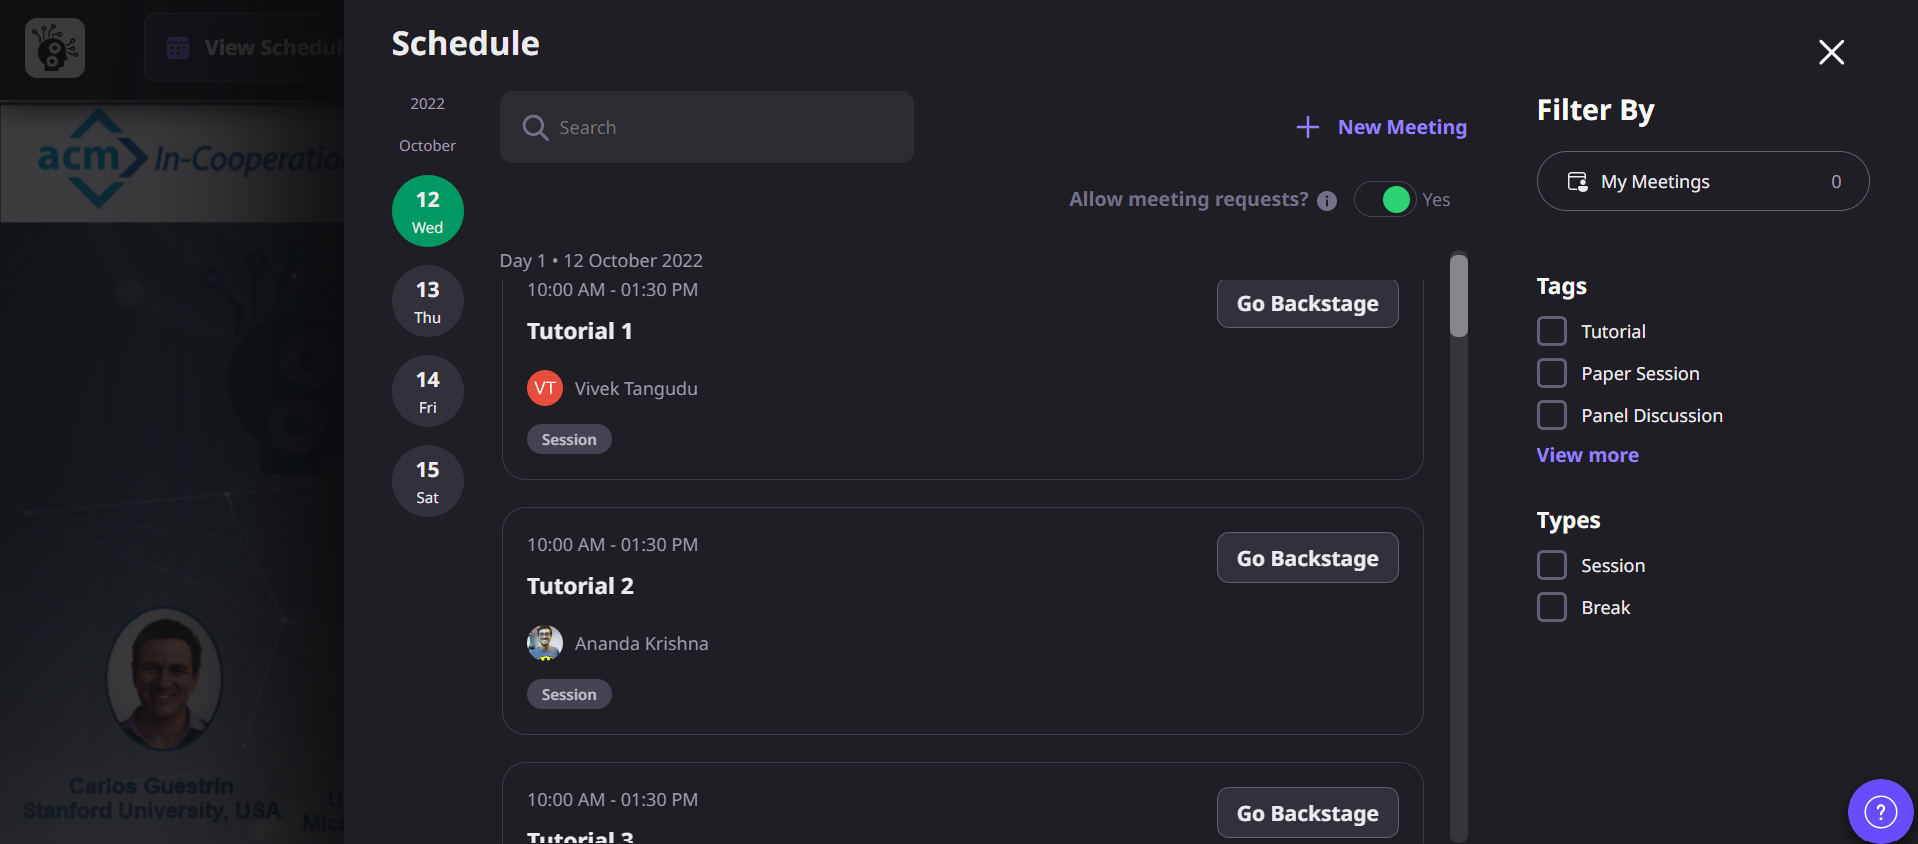 View Schedul
acm In-Cooperatio
Carlos Guestrin
Stanford University, USA
U
Micr
Schedule
2022
October
12
Wed
13
Thu
14
Fri
15
Sat
Search
+ New Meeting
Allow meeting requests? i Yes
Day 1 • 12 October 2022
10:00 AM - 01:30 PM
Go Backstage
Tutorial 1
VT Vivek Tangudu
Session
10:00 AM - 01:30 PM
Go Backstage
Tutorial 2
Ananda Krishna
Session
10:00 AM - 01:30 PM
Go Backstage
Tutorial 3
Filter By
My Meetings 0
Tags
Tutorial
Paper Session
Panel Discussion
View more
Types
Session
Break
?